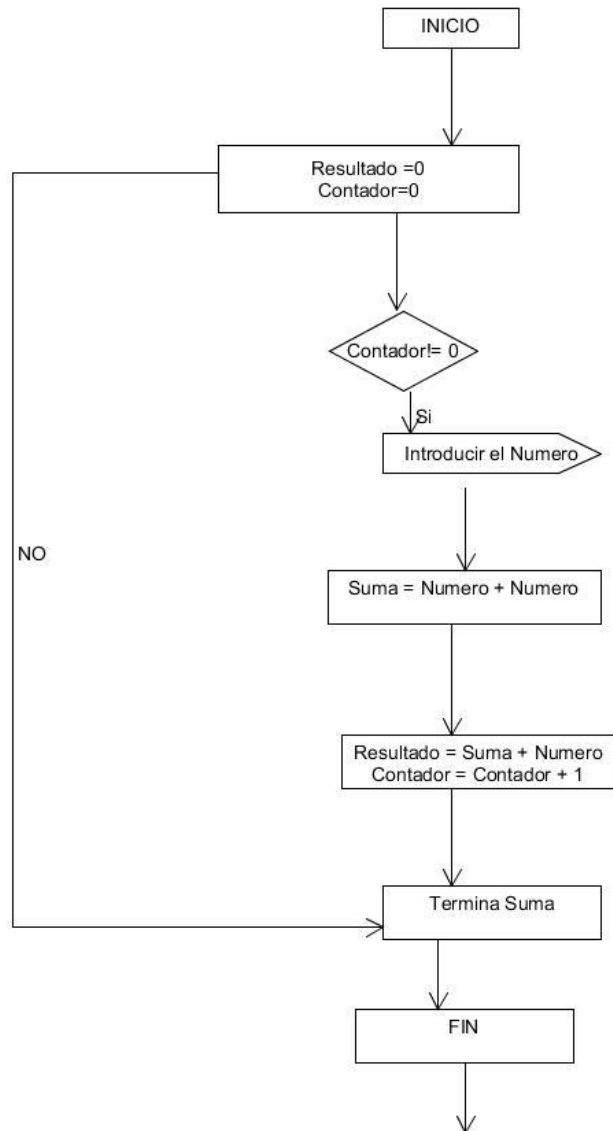 INICIO
Resultado =0
Contador=0
Contador!= 0
Si
Introducir el Numero
NO
Suma = Numero + Numero
Resultado = Suma + Numero
Contador = Contador + 1
Termina Suma
FIN